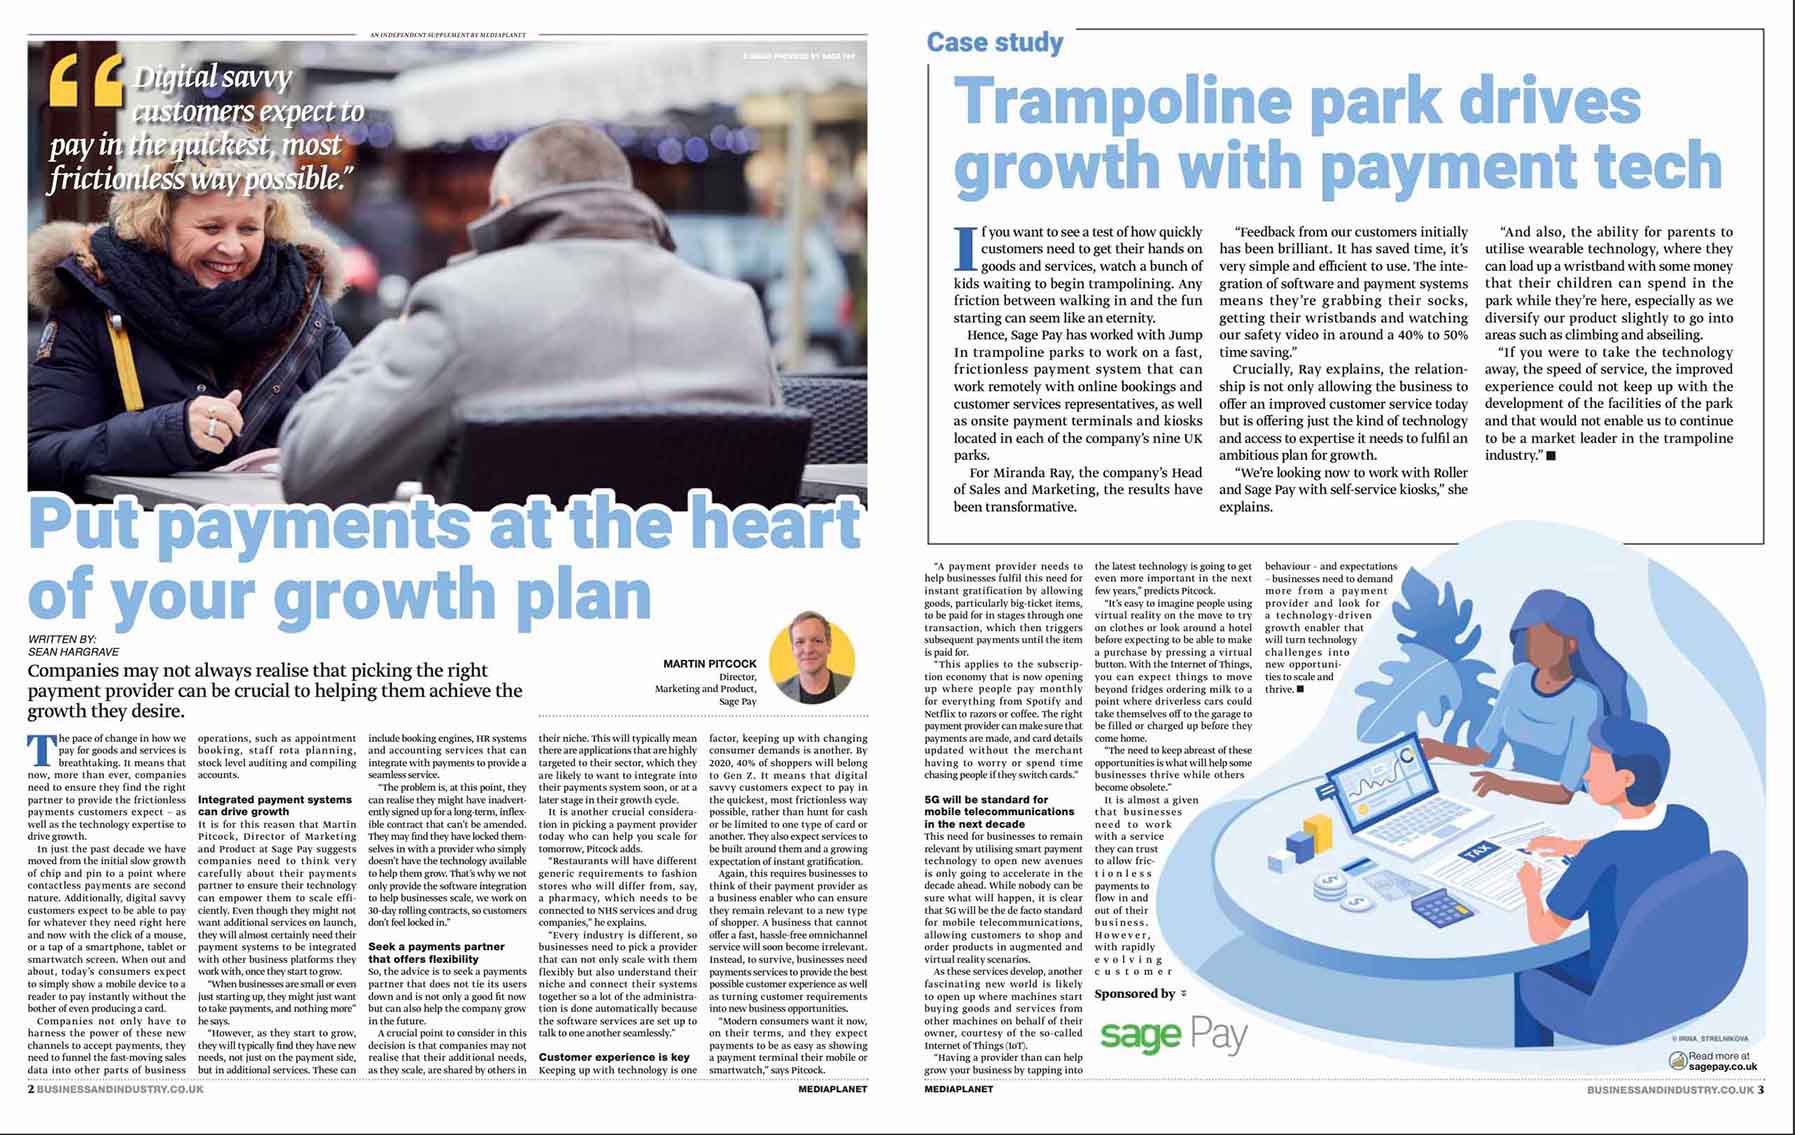 AN INDEPENDENT SUPPLEMENT BY MEDIAPLANET
© IMAGE PROVIDED BY SAGE PAY
“Digital savvy
customers expect to
pay in the quickest, most
frictionless way possible.”
Put payments at the heart
of your growth plan
WRITTEN BY:
SEAN HARGRAVE
Companies may not always realise that picking the right
payment provider can be crucial to helping them achieve the
growth they desire.
MARTIN PITCOCK
Director,
Marketing and Product,
Sage Pay
The pace of change in how we
pay for goods and services is
breathtaking. It means that
now, more than ever, companies
need to ensure they find the right
partner to provide the frictionless
payments customers expect – as
well as the technology expertise to
drive growth.
In just the past decade we have
moved from the initial slow growth
of chip and pin to a point where
contactless payments are second
nature. Additionally, digital savvy
customers expect to be able to pay
for whatever they need right here
and now with the click of a mouse,
or a tap of a smartphone, tablet or
smartwatch screen. When out and
about, today’s consumers expect
to simply show a mobile device to a
reader to pay instantly without the
bother of even producing a card.
Companies not only have to
harness the power of these new
channels to accept payments, they
need to funnel the fast-moving sales
data into other parts of business
operations, such as appointment
booking, staff rota planning,
stock level auditing and compiling
accounts.
Integrated payment systems
can drive growth
It is for this reason that Martin
Pitcock, Director of Marketing
and Product at Sage Pay suggests
companies need to think very
carefully about their payments
partner to ensure their technology
can empower them to scale effi-
ciently. Even though they might not
want additional services on launch,
they will almost certainly need their
payment systems to be integrated
with other business platforms they
work with, once they start to grow.
“When businesses are small or even
just starting up, they might just want
to take payments, and nothing more”
he says.
“However, as they start to grow,
they will typically find they have new
needs, not just on the payment side,
but in additional services. These can
include booking engines, HR systems
and accounting services that can
integrate with payments to provide a
seamless service.
“The problem is, at this point, they
can realise they might have inadvert-
ently signed up for a long-term, inflex-
ible contract that can’t be amended.
They may find they have locked them-
selves in with a provider who simply
doesn’t have the technology available
to help them grow. That’s why we not
only provide the software integration
to help businesses scale, we work on
30-day rolling contracts, so customers
don’t feel locked in.”
Seek a payments partner
that offers flexibility
So, the advice is to seek a payments
partner that does not tie its users
down and is not only a good fit now
but can also help the company grow
in the future.
A crucial point to consider in this
decision is that companies may not
realise that their additional needs,
as they scale, are shared by others in
their niche. This will typically mean
there are applications that are highly
targeted to their sector, which they
are likely to want to integrate into
their payments system soon, or at a
later stage in their growth cycle.
It is another crucial considera-
tion in picking a payment provider
today who can help you scale for
tomorrow, Pitcock adds.
“Restaurants will have different
generic requirements to fashion
stores who will differ from, say,
a pharmacy, which needs to be
connected to NHS services and drug
companies,” he explains.
“Every industry is different, so
businesses need to pick a provider
that can not only scale with them
flexibly but also understand their
niche and connect their systems
together so a lot of the administra-
tion is done automatically because
the software services are set up to
talk to one another seamlessly.”
Customer experience is key
Keeping up with technology is one
factor, keeping up with changing
consumer demands is another. By
2020, 40% of shoppers will belong
to Gen Z. It means that digital
savvy customers expect to pay in
the quickest, most frictionless way
possible, rather than hunt for cash
or be limited to one type of card or
another. They also expect services to
be built around them and a growing
expectation of instant gratification.
Again, this requires businesses to
think of their payment provider as
a business enabler who can ensure
they remain relevant to a new type
of shopper. A business that cannot
offer a fast, hassle-free omnichannel
service will soon become irrelevant.
Instead, to survive, businesses need
payments services to provide the best
possible customer experience as well
as turning customer requirements
into new business opportunities.
“Modern consumers want it now,
on their terms, and they expect
payments to be as easy as showing
a payment terminal their mobile or
smartwatch,” says Pitcock.
2 BUSINESSANDINDUSTRY.CO.UK
MEDIAPLANET
Case study
Trampoline park drives
growth with payment tech
If you want to see a test of how quickly
customers need to get their hands on
goods and services, watch a bunch of
kids waiting to begin trampolining. Any
friction between walking in and the fun
starting can seem like an eternity.
Hence, Sage Pay has worked with Jump
In trampoline parks to work on a fast,
frictionless payment system that can
work remotely with online bookings and
customer services representatives, as well
as onsite payment terminals and kiosks
located in each of the company’s nine UK
parks.
For Miranda Ray, the company’s Head
of Sales and Marketing, the results have
been transformative.
“Feedback from our customers initially
has been brilliant. It has saved time, it’s
very simple and efficient to use. The inte-
gration of software and payment systems
means they’re grabbing their socks,
getting their wristbands and watching
our safety video in around a 40% to 50%
time saving.”
Crucially, Ray explains, the relation-
ship is not only allowing the business to
offer an improved customer service today
but is offering just the kind of technology
and access to expertise it needs to fulfil an
ambitious plan for growth.
“We’re looking now to work with Roller
and Sage Pay with self-service kiosks,” she
explains.
“And also, the ability for parents to
utilise wearable technology, where they
can load up a wristband with some money
that their children can spend in the
park while they’re here, especially as we
diversify our product slightly to go into
areas such as climbing and abseiling.
“If you were to take the technology
away, the speed of service, the improved
experience could not keep up with the
development of the facilities of the park
and that would not enable us to continue
to be a market leader in the trampoline
industry.” ■
“A payment provider needs to
help businesses fulfil this need for
instant gratification by allowing
goods, particularly big-ticket items,
to be paid for in stages through one
transaction, which then triggers
subsequent payments until the item
is paid for.
“This applies to the subscrip-
tion economy that is now opening
up where people pay monthly
for everything from Spotify and
Netflix to razors or coffee. The right
payment provider can make sure that
payments are made, and card details
updated without the merchant
having to worry or spend time
chasing people if they switch cards.”
5G will be standard for
mobile telecommunications
in the next decade
This need for businesses to remain
relevant by utilising smart payment
technology to open new avenues
is only going to accelerate in the
decade ahead. While nobody can be
sure what will happen, it is clear
that 5G will be the de facto standard
for mobile telecommunications,
allowing customers to shop and
order products in augmented and
virtual reality scenarios.
As these services develop, another
fascinating new world is likely
to open up where machines start
buying goods and services from
other machines on behalf of their
owner, courtesy of the so-called
Internet of Things (IoT).
“Having a provider than can help
grow your business by tapping into
the latest technology is going to get
even more important in the next
few years,” predicts Pitcock.
“It’s easy to imagine people using
virtual reality on the move to try
on clothes or look around a hotel
before expecting to be able to make
a purchase by pressing a virtual
button. With the Internet of Things,
you can expect things to move
beyond fridges ordering milk to a
point where driverless cars could
take themselves off to the garage to
be filled or charged up before they
come home.
“The need to keep abreast of these
opportunities is what will help some
businesses thrive while others
become obsolete.”
It is almost a given
that businesses
need to work
with a service
they can trust
to allow fric-
tionless
payments to
flow in and
out of their
business.
However,
with rapidly
evolving
customer
behaviour – and expectations
– businesses need to demand
more from a payment
provider and look for
a technology-driven
growth enabler that
will turn technology
challenges into
new opportuni-
ties to scale and
thrive. ■
TAX
Sponsored by
sage Pay
© IRINA_STRELNIKOVA
Read more at
sagepay.co.uk
MEDIAPLANET
BUSINESSANDINDUSTRY.CO.UK 3